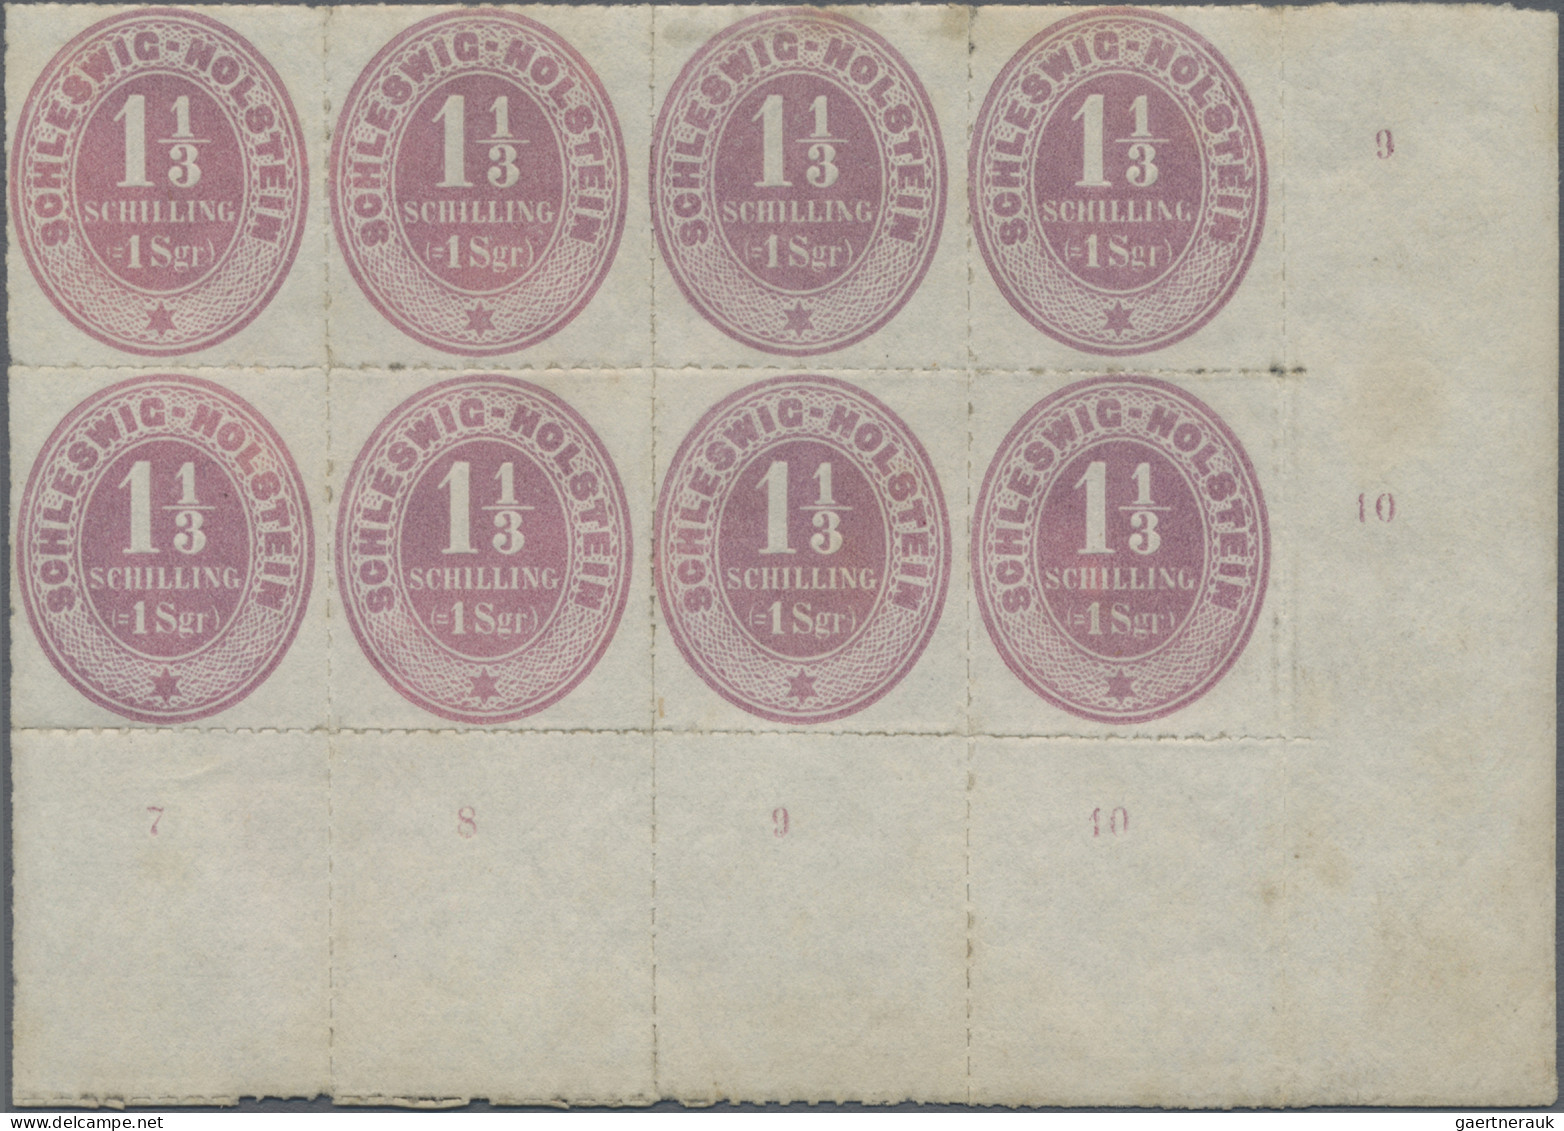 SCHLESWIG-HOLSTEIN SCHLESWIG-HOLSTEIN SCHLESWIG-HOLSTEIN SCHLESWIG-HOLSTEIN
1 1/3 1 1/3 1 1/3 1 1/3 9
SCHILLING SCHILLING SCHILLING SCHILLING
(=1 Sgr) (=1 Sgr) (=1 Sgr) (=1 Sgr)
SCHLESWIG-HOLSTEIN SCHLESWIG-HOLSTEIN SCHLESWIG-HOLSTEIN SCHLESWIG-HOLSTEIN
1 1/3 1 1/3 1 1/3 1 1/3 10
SCHILLING SCHILLING SCHILLING SCHILLING
(=1 Sgr) (=1 Sgr) (=1 Sgr) (=1 Sgr)
7 8 9 10
gaertnerauk